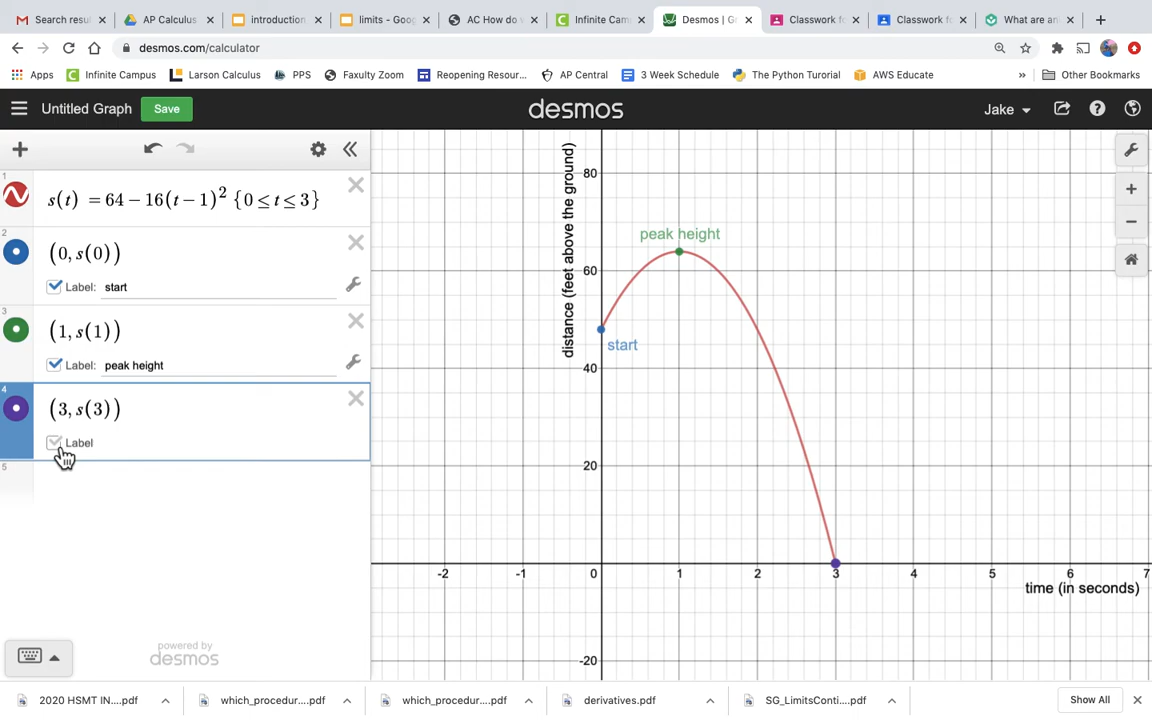 Search resul
AP Calculus
introduction
limits - Goog
AC How do w
Infinite Cam
Desmos | Gr
Classwork fo
Classwork fo
What are an
desmos.com/calculator
Apps Infinite Campus Larson Calculus PPS Faxulty Zoom Reopening Resour... AP Central 3 Week Schedule The Python Turorial AWS Educate » Other Bookmarks
Untitled Graph Save desmos Jake
1
s(t) = 64 − 16(t − 1)² {0 ≤ t ≤ 3}
2
(0, s(0))
Label: start
3
(1, s(1))
Label: peak height
4
(3, s(3))
Label
5
powered by
desmos
distance (feet above the ground)
80
peak height
60
start
40
20
-2 -1 0 1 2 3 4 5 6 7
time (in seconds)
-20
2020 HSMT IN....pdf which_procedur....pdf which_procedur....pdf derivatives.pdf SG_LimitsConti....pdf Show All